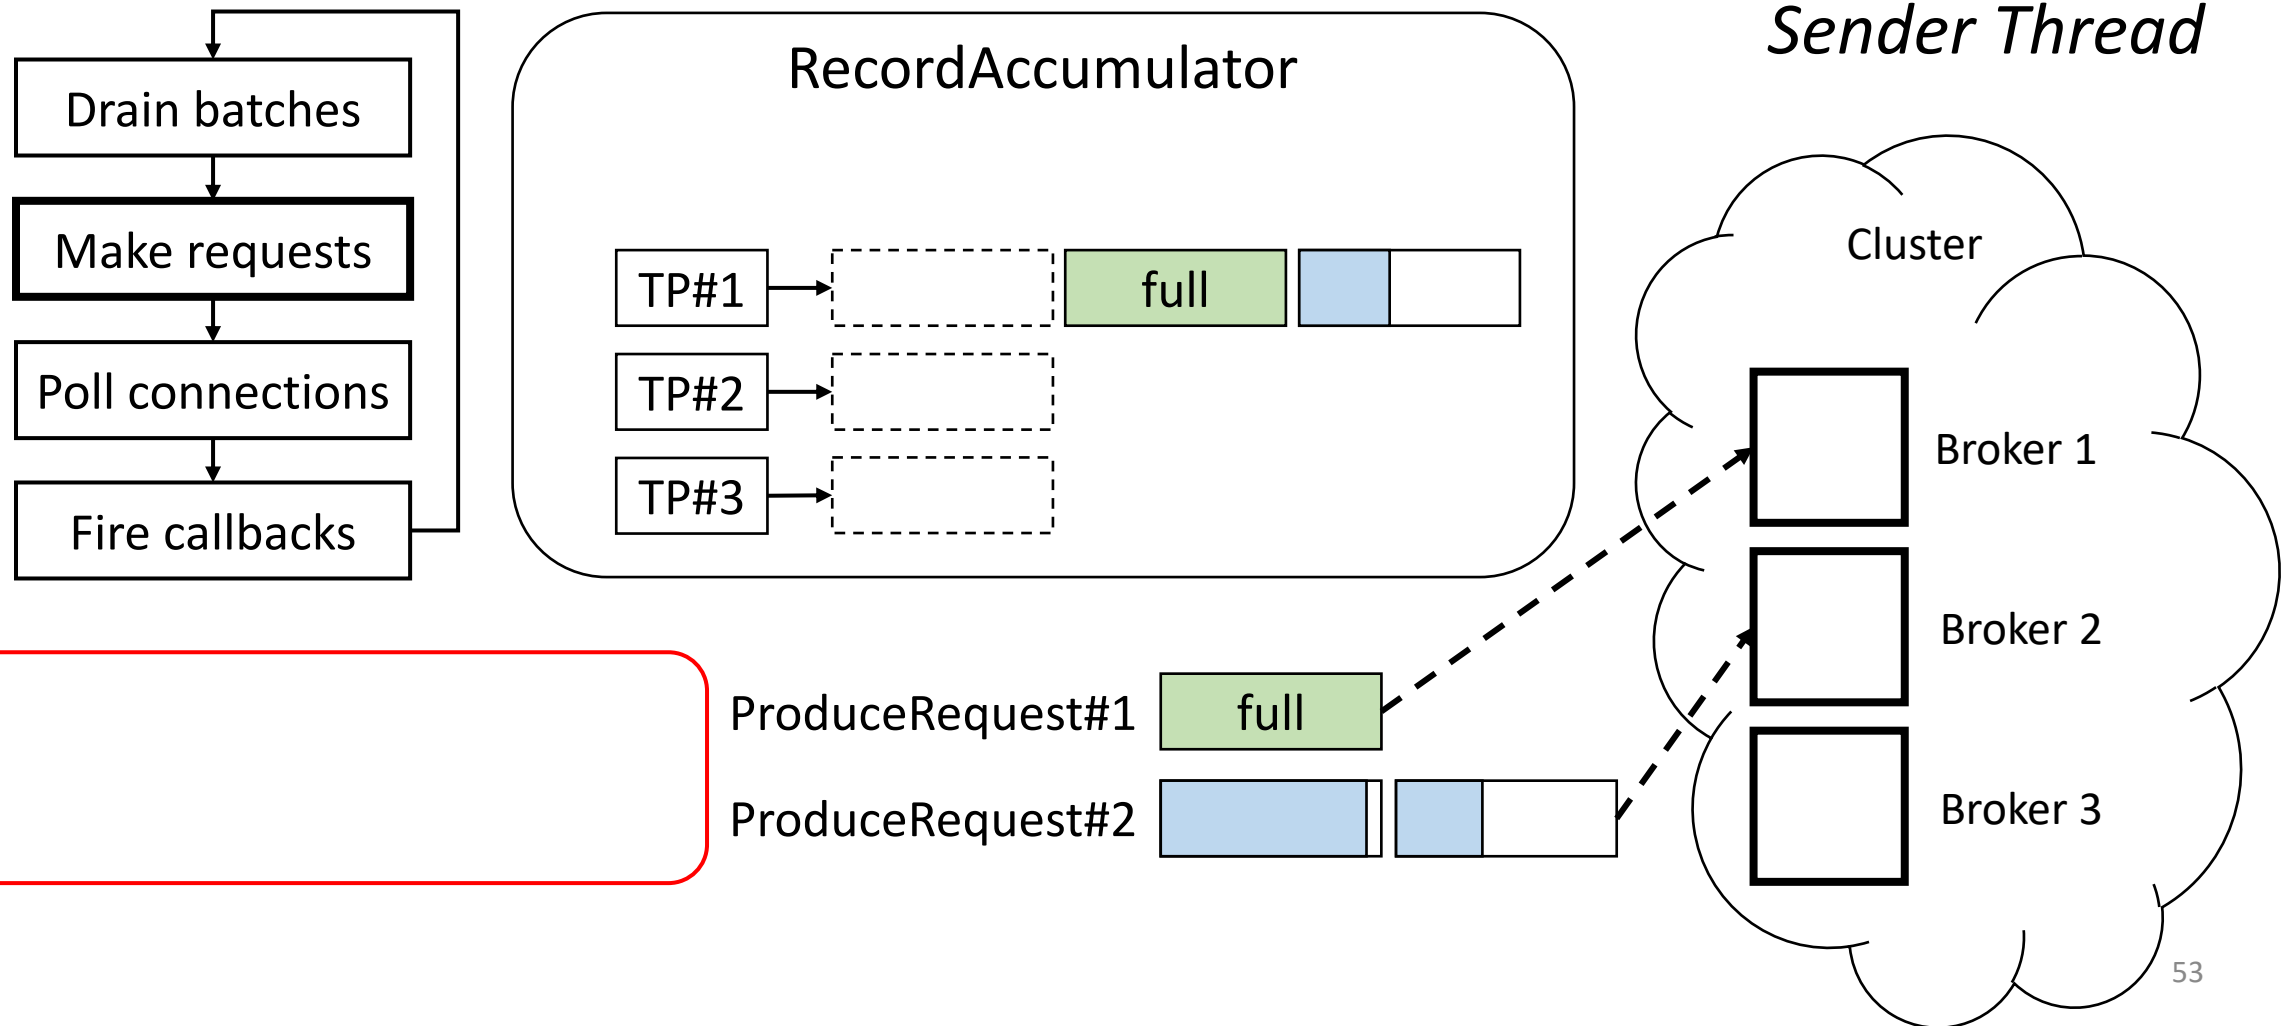 Sender Thread
Drain batches
Make requests
Poll connections
Fire callbacks
RecordAccumulator
TP#1
full
TP#2
TP#3
Cluster
Broker 1
Broker 2
Broker 3
ProduceRequest#1
full
ProduceRequest#2
53